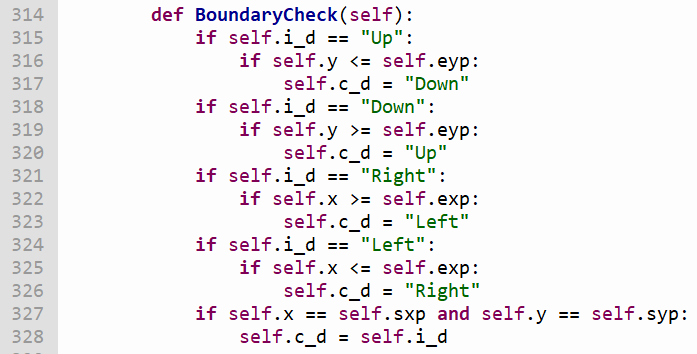 314 def BoundaryCheck(self):
315 if self.i_d == "Up":
316 if self.y <= self.eyp:
317 self.c_d = "Down"
318 if self.i_d == "Down":
319 if self.y >= self.eyp:
320 self.c_d = "Up"
321 if self.i_d == "Right":
322 if self.x >= self.exp:
323 self.c_d = "Left"
324 if self.i_d == "Left":
325 if self.x <= self.exp:
326 self.c_d = "Right"
327 if self.x == self.sxp and self.y == self.syp:
328 self.c_d = self.i_d